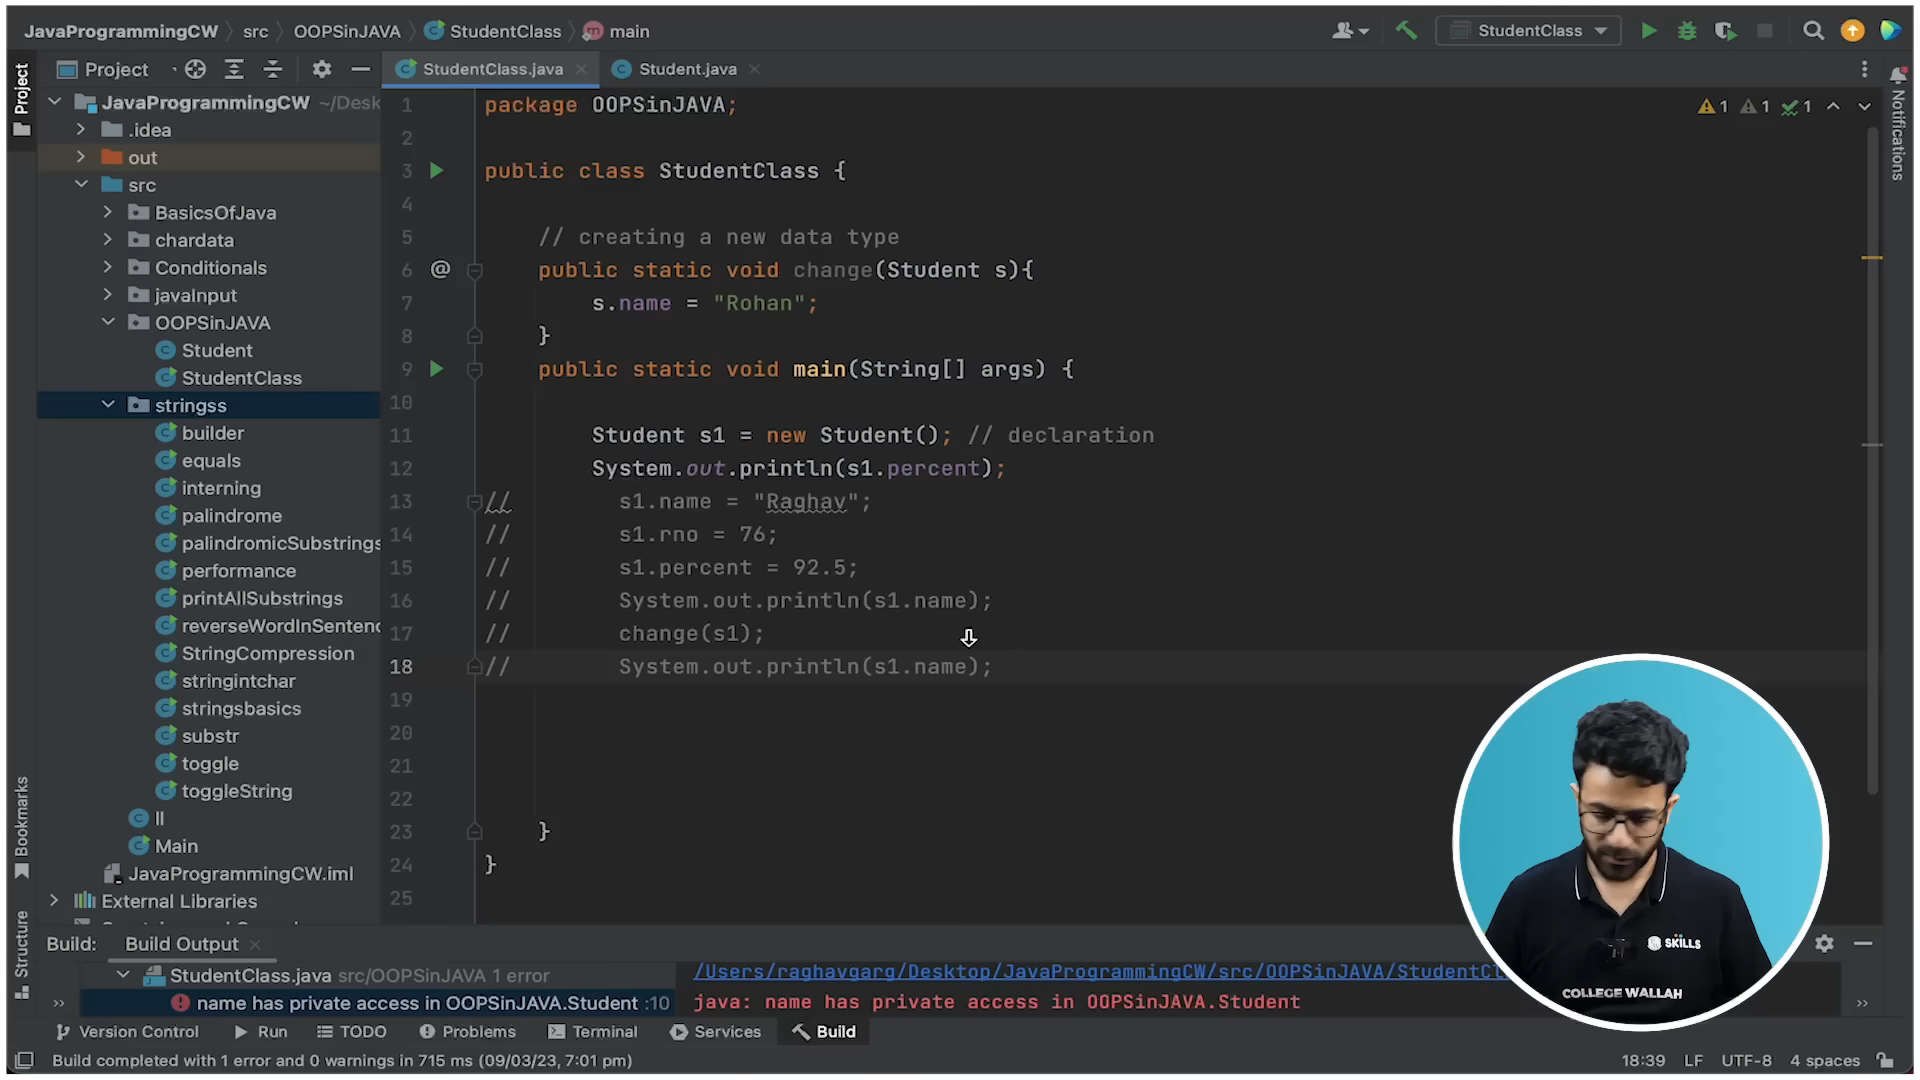 JavaProgrammingCW src OOPSinJAVA StudentClass main StudentClass
Project StudentClass.java Student.java
Project
Notifications
Bookmarks
Structure
JavaProgrammingCW ~/Desk
.idea
out
src
BasicsOfJava
chardata
Conditionals
javaInput
OOPSinJAVA
Student
StudentClass
stringss
builder
equals
interning
palindrome
palindromicSubstrings
performance
printAllSubstrings
reverseWordInSentenc
StringCompression
stringintchar
stringsbasics
substr
toggle
toggleString
ll
Main
JavaProgrammingCW.iml
External Libraries
1 package OOPSinJAVA;
1 1 1
2
3 public class StudentClass {
4
5 // creating a new data type
6 @ public static void change(Student s){
7 s.name = "Rohan";
8 }
9 public static void main(String[] args) {
10
11 Student s1 = new Student(); // declaration
12 System.out.println(s1.percent);
13 // s1.name = "Raghav";
14 // s1.rno = 76;
15 // s1.percent = 92.5;
16 // System.out.println(s1.name);
17 // change(s1);
18 // System.out.println(s1.name);
19
20
21
22
23 }
24 }
25
SKILLS
COLLEGE WALLAH
Build: Build Output
StudentClass.java src/OOPSinJAVA 1 error
name has private access in OOPSinJAVA.Student :10
/Users/raghavgarg/Desktop/JavaProgrammingCW/src/OOPSinJAVA/StudentCl
java: name has private access in OOPSinJAVA.Student
Version Control Run TODO Problems Terminal Services Build
Build completed with 1 error and 0 warnings in 715 ms (09/03/23, 7:01 pm) 18:39 LF UTF-8 4 spaces